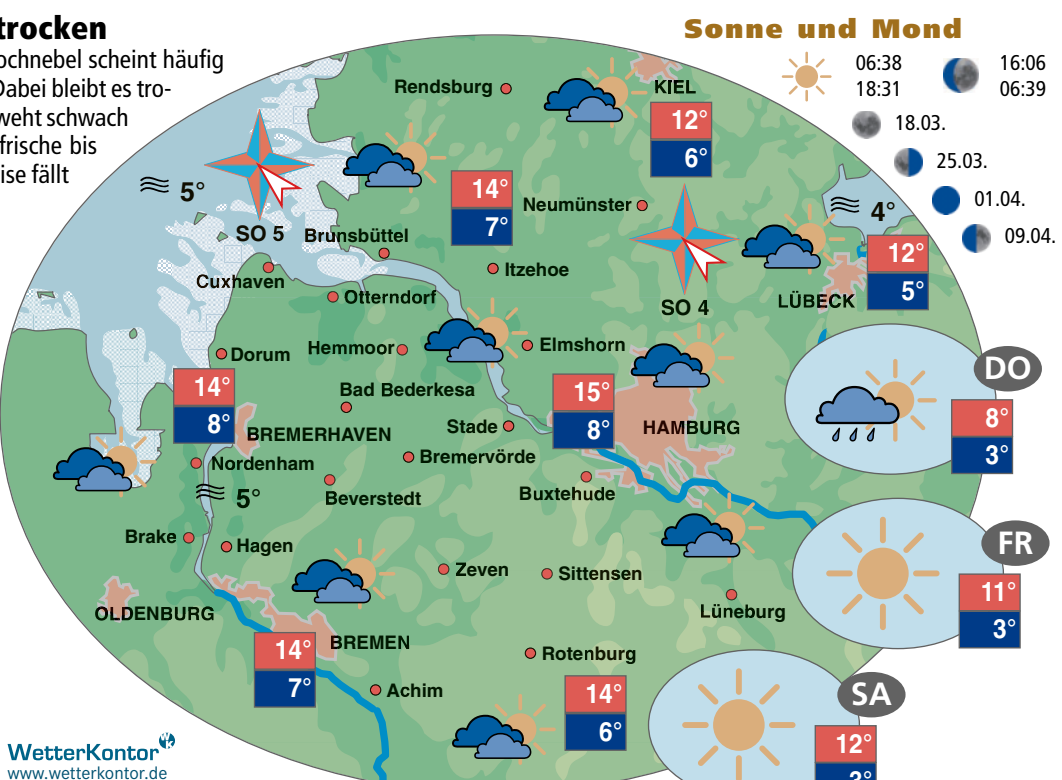 trocken
ochnebel scheint häufig
Dabei bleibt es tro-
weht schwach
frische bis
ise fällt
Sonne und Mond
06:38
18:31
16:06
06:39
18.03.
25.03.
01.04.
09.04.
Rendsburg
KIEL
12°
6°
5°
SO 5
14°
7°
Neumünster
4°
Brunsbüttel
Itzehoe
SO 4
12°
5°
LÜBECK
Cuxhaven
Otterndorf
Dorum
Hemmoor
Elmshorn
DO
8°
3°
14°
8°
Bad Bederkesa
15°
8°
BREMERHAVEN
Stade
HAMBURG
Nordenham
Bremervörde
5°
Beverstedt
Buxtehude
Brake
Hagen
FR
11°
3°
Zeven
Sittensen
Lüneburg
OLDENBURG
BREMEN
14°
7°
Rotenburg
Achim
14°
6°
SA
12°
WetterKontor
www.wetterkontor.de